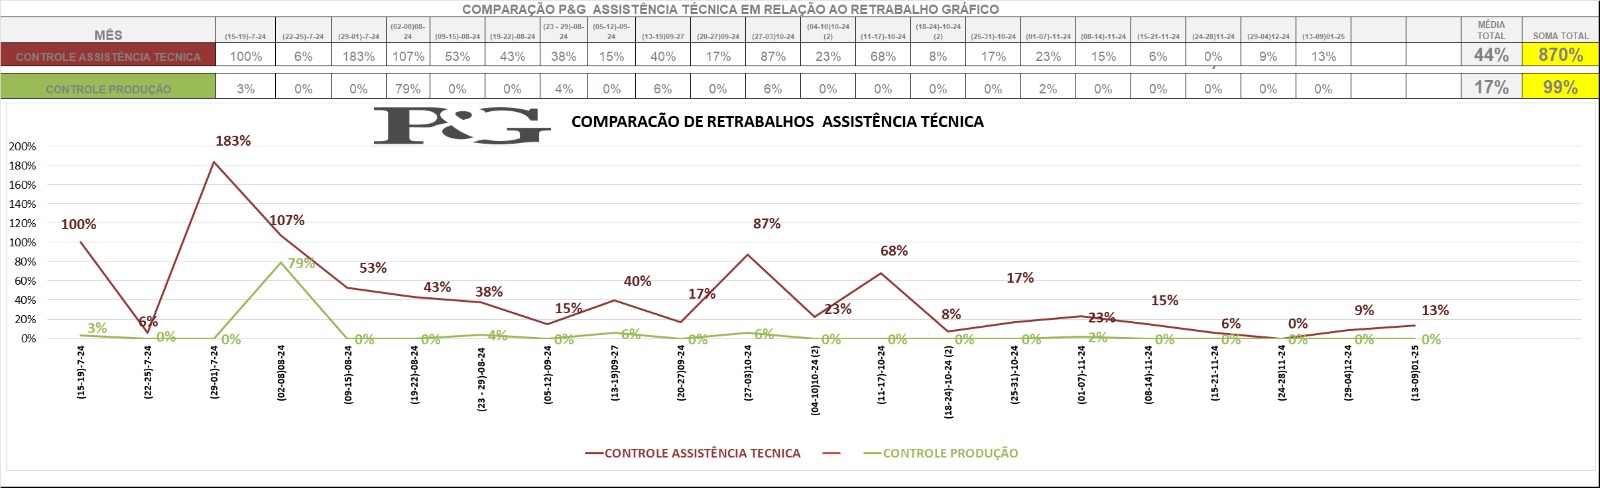 COMPARAÇÃO P&G ASSISTÊNCIA TÉCNICA EM RELAÇÃO AO RETRABALHO GRÁFICO
MÊS (15-19)-7-24 (22-25)-7-24 (29-01)-7-24 (02-08)08-24 (09-15)-08-24 (19-22)-08-24 (23 - 29)-08-24 (05-12)-09-24 (13-19)09-27 (20-27)09-24 (27-03)10-24 (04-10)10-24 (2) (11-17)-10-24 (18-24)-10-24 (2) (25-31)-10-24 (01-07)-11-24 (08-14)-11-24 (15-21-11-24 (24-28)11-24 (29-04)12-24 (13-09)01-25 MÉDIA TOTAL SOMA TOTAL
CONTROLE ASSISTÊNCIA TECNICA 100% 6% 183% 107% 53% 43% 38% 15% 40% 17% 87% 23% 68% 8% 17% 23% 15% 6% 0% 9% 13% 44% 870%
CONTROLE PRODUÇÃO 3% 0% 0% 79% 0% 0% 4% 0% 6% 0% 6% 0% 0% 0% 0% 2% 0% 0% 0% 0% 0% 17% 99%
P&G COMPARACÃO DE RETRABALHOS ASSISTÊNCIA TÉCNICA
200%
180%
160%
140%
120%
100%
80%
60%
40%
20%
0%
100% 6% 183% 107% 53% 43% 38% 15% 40% 17% 87% 23% 68% 8% 17% 23% 15% 6% 0% 9% 13%
3% 0% 0% 79% 0% 0% 4% 0% 6% 0% 6% 0% 0% 0% 0% 2% 0% 0% 0% 0% 0%
(15-19)-7-24 (22-25)-7-24 (29-01)-7-24 (02-08)08-24 (09-15)-08-24 (19-22)-08-24 (23 - 29)-08-24 (05-12)-09-24 (13-19)09-27 (20-27)09-24 (27-03)10-24 (04-10)10-24 (2) (11-17)-10-24 (18-24)-10-24 (2) (25-31)-10-24 (01-07)-11-24 (08-14)-11-24 (15-21-11-24 (24-28)11-24 (29-04)12-24 (13-09)01-25
CONTROLE ASSISTÊNCIA TECNICA CONTROLE PRODUÇÃO